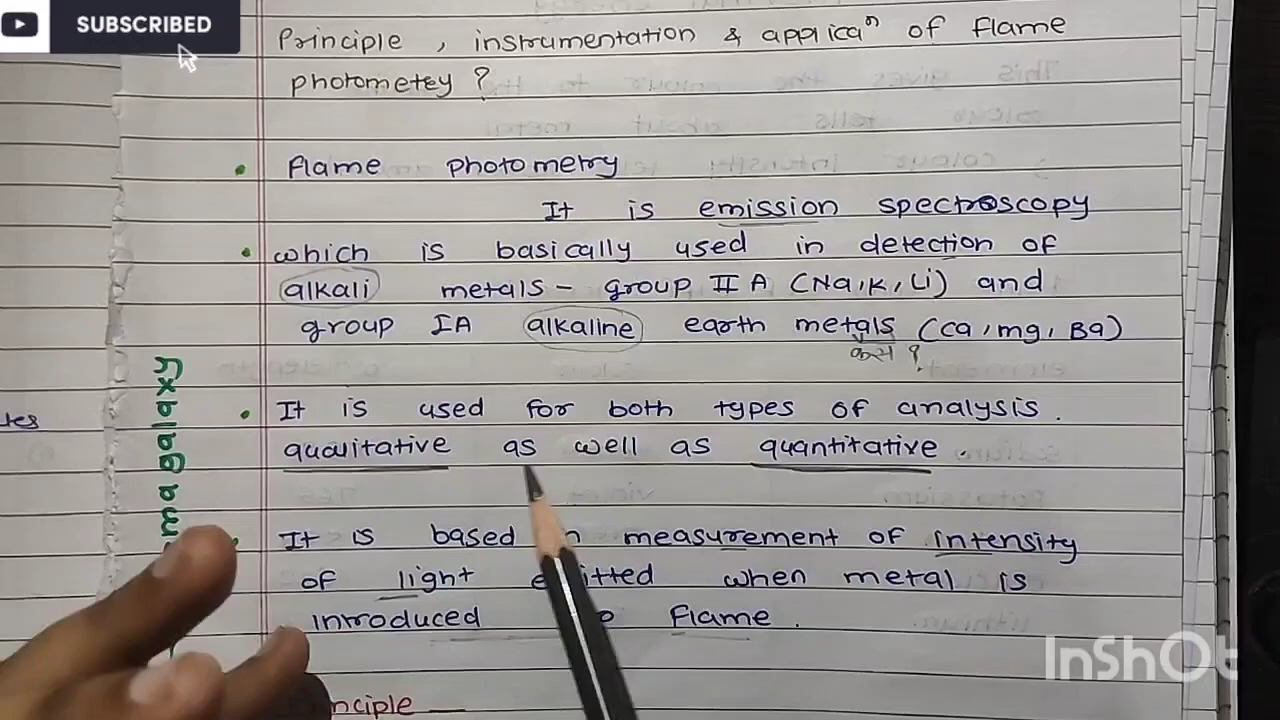 SUBSCRIBED
Principle , instrumentation & applicaⁿ of flame
photometey ?
flame photometry
It is emission spectroscopy
which is basically used in detection of
alkali metals - group II A (Na, K, Li) and
group IA alkaline earth metals (ca, mg, Ba)
tes
It is used for both types of analysis.
qualitative as well as quantitative.
magalaxy
It is based measurement of intensity
of light emitted when metal is
introduced flame.
InShOt
nciple —